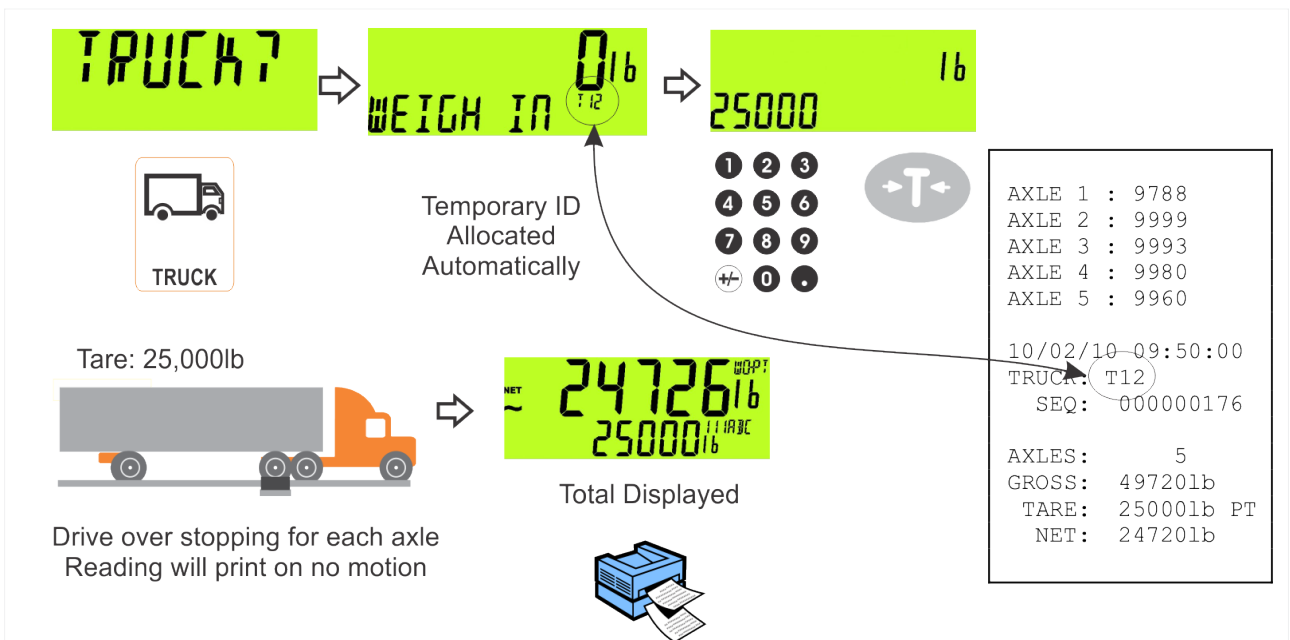 TRUCK?
0lb
WEIGH IN T12
lb
25000
TRUCK
Temporary ID
Allocated
Automatically
1 2 3
4 5 6
7 8 9
+/- 0 .
T
Tare: 25,000lb
Drive over stopping for each axle
Reading will print on no motion
NET ~ 24726lb
25000lb 111ABC
Total Displayed
AXLE 1 : 9788
AXLE 2 : 9999
AXLE 3 : 9993
AXLE 4 : 9980
AXLE 5 : 9960
10/02/10 09:50:00
TRUCK: T12
SEQ: 000000176
AXLES: 5
GROSS: 49720lb
TARE: 25000lb PT
NET: 24720lb